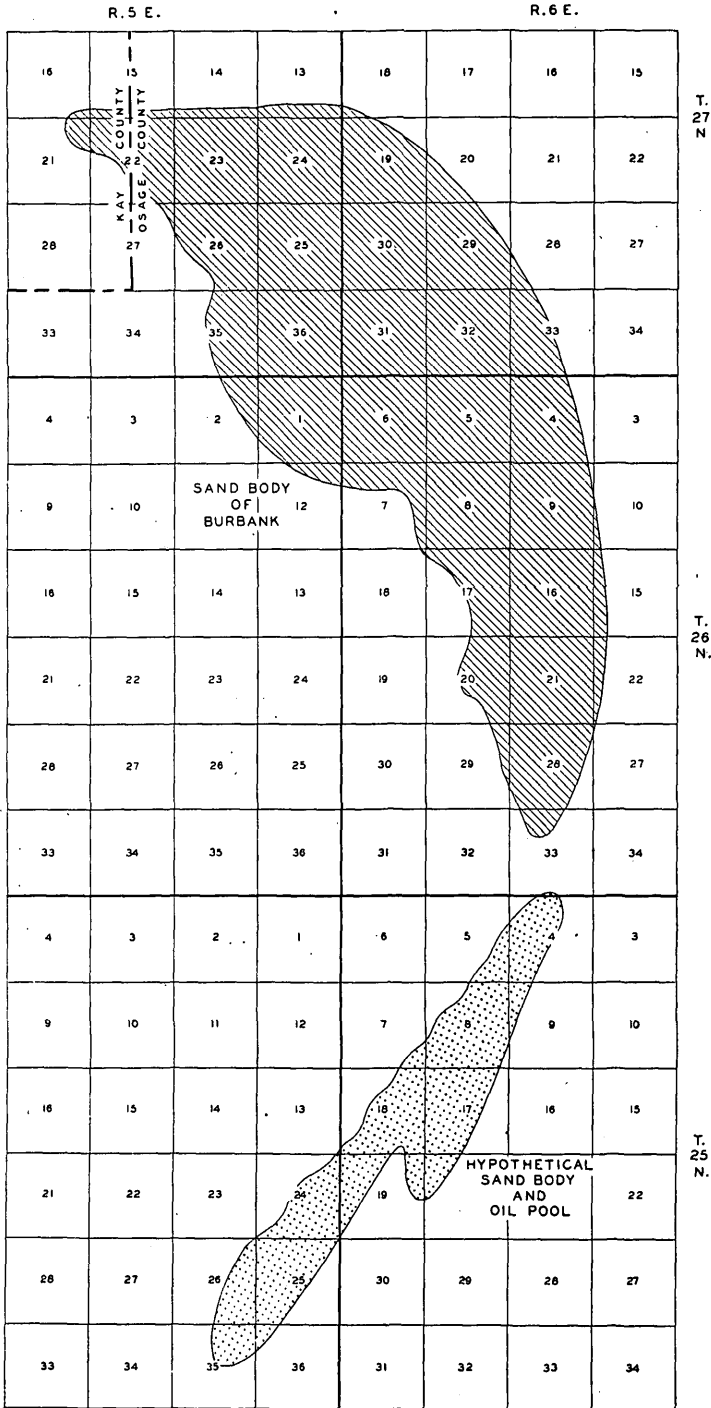 R. 5 E. R. 6 E.
16 15 14 13 18 17 16 15
T. 27 N
KAY COUNTY
OSAGE COUNTY
21 22 23 24 19 20 21 22
28 27 26 25 30 29 28 27
33 34 35 36 31 32 33 34
4 3 2 1 6 5 4 3
SAND BODY
OF
BURBANK
9 10 12 7 8 9 10
16 15 14 13 18 17 16 15
T. 26 N.
21 22 23 24 19 20 21 22
28 27 26 25 30 29 28 27
33 34 35 36 31 32 33 34
4 3 2 1 6 5 4 3
9 10 11 12 7 8 9 10
16 15 14 13 18 17 16 15
T. 25 N.
HYPOTHETICAL
SAND BODY
AND
OIL POOL
21 22 23 24 19 22
28 27 26 25 30 29 28 27
33 34 35 36 31 32 33 34